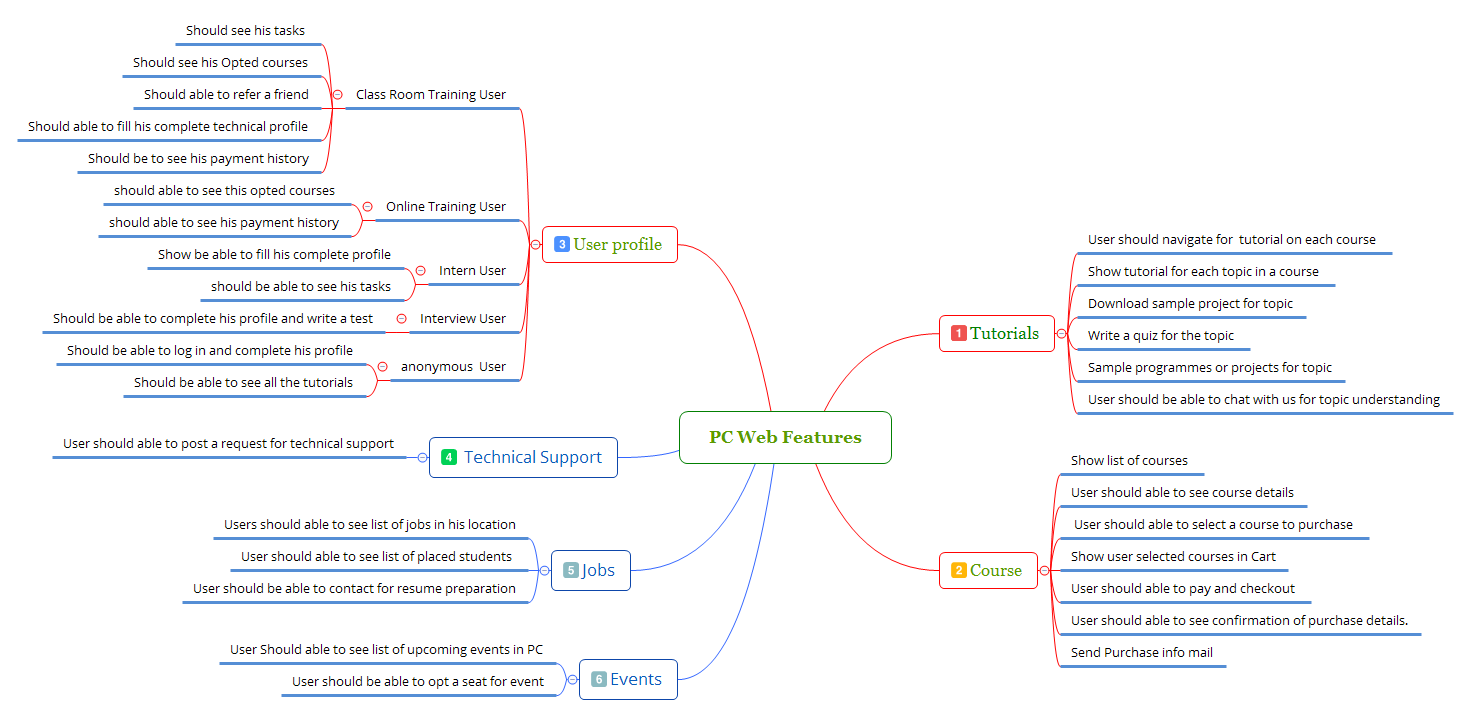 PC Web Features
1 Tutorials
User should navigate for  tutorial on each course
Show tutorial for each topic in a course
Download sample project for topic
Write a quiz for the topic
Sample programmes or projects for topic
User should be able to chat with us for topic understanding
2 Course
Show list of courses
User should able to see course details
User should able to select a course to purchase
Show user selected courses in Cart
User should able to pay and checkout
User should able to see confirmation of purchase details.
Send Purchase info mail
3 User profile
Class Room Training User
Should see his tasks
Should see his Opted courses
Should able to refer a friend
Should able to fill his complete technical profile
Should be to see his payment history
Online Training User
should able to see this opted courses
should able to see his payment history
Intern User
Show be able to fill his complete profile
should be able to see his tasks
Interview User
Should be able to complete his profile and write a test
anonymous  User
Should be able to log in and complete his profile
Should be able to see all the tutorials
4 Technical Support
User should able to post a request for technical support
5 Jobs
Users should able to see list of jobs in his location
User should able to see list of placed students
User should be able to contact for resume preparation
6 Events
User Should able to see list of upcoming events in PC
User should be able to opt a seat for event